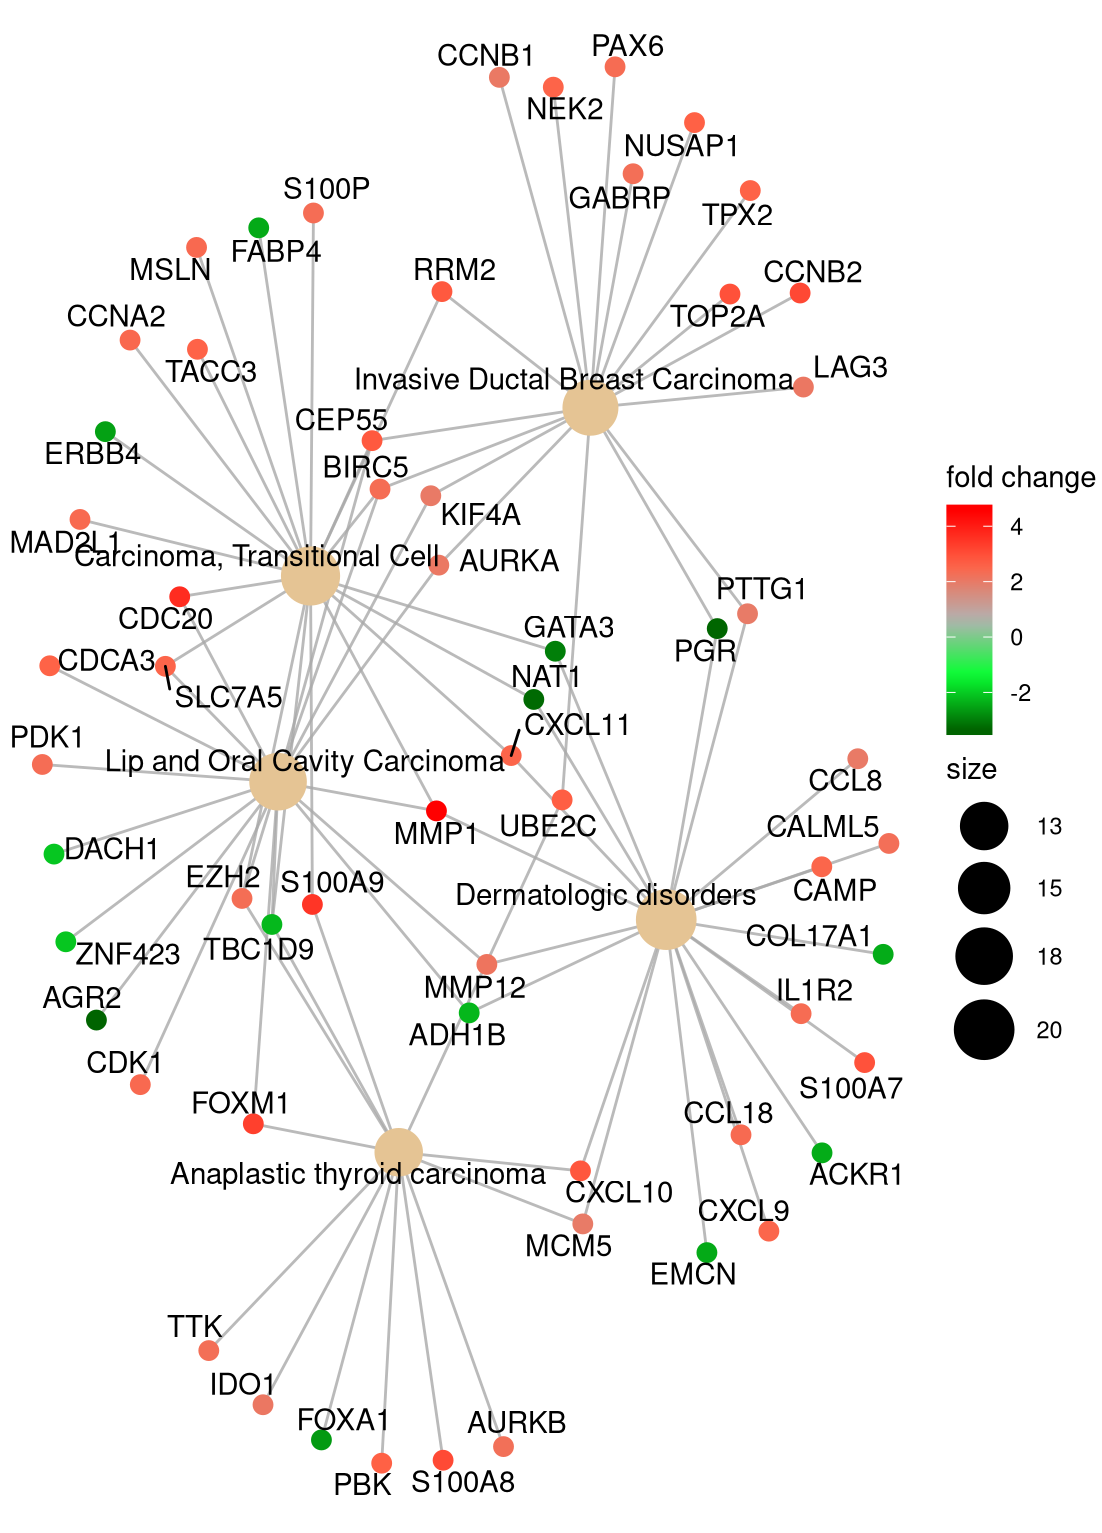 PAX6
CCNB1
NEK2
NUSAP1
S100P
GABRP
TPX2
FABP4
MSLN
RRM2
CCNB2
CCNA2
TOP2A
TACC3
LAG3
Invasive Ductal Breast Carcinoma
CEP55
ERBB4
BIRC5
fold change
KIF4A
4
MAD2L1
Carcinoma, Transitional Cell
AURKA
2
PTTG1
CDC20
GATA3
0
PGR
CDCA3
NAT1
SLC7A5
-2
CXCL11
PDK1
Lip and Oral Cavity Carcinoma
size
CCL8
MMP1
UBE2C
CALML5
13
DACH1
EZH2
S100A9
Dermatologic disorders
CAMP
15
COL17A1
ZNF423
TBC1D9
18
MMP12
IL1R2
AGR2
ADH1B
20
CDK1
S100A7
FOXM1
CCL18
Anaplastic thyroid carcinoma
ACKR1
CXCL10
CXCL9
MCM5
EMCN
TTK
IDO1
FOXA1
AURKB
PBK
S100A8